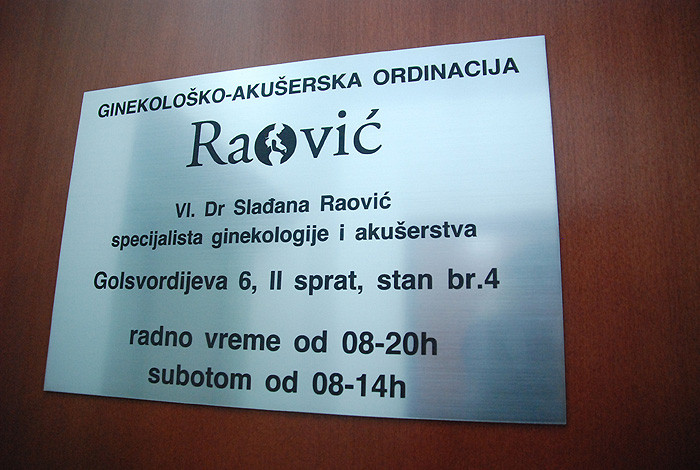 GINEKOLOŠKO-AKUŠERSKA ORDINACIJA
Raović
Vl. Dr Slađana Raović
specijalista ginekologije i akušerstva
Golsvordijeva 6, II sprat, stan br.4
radno vreme od 08-20h
subotom od 08-14h